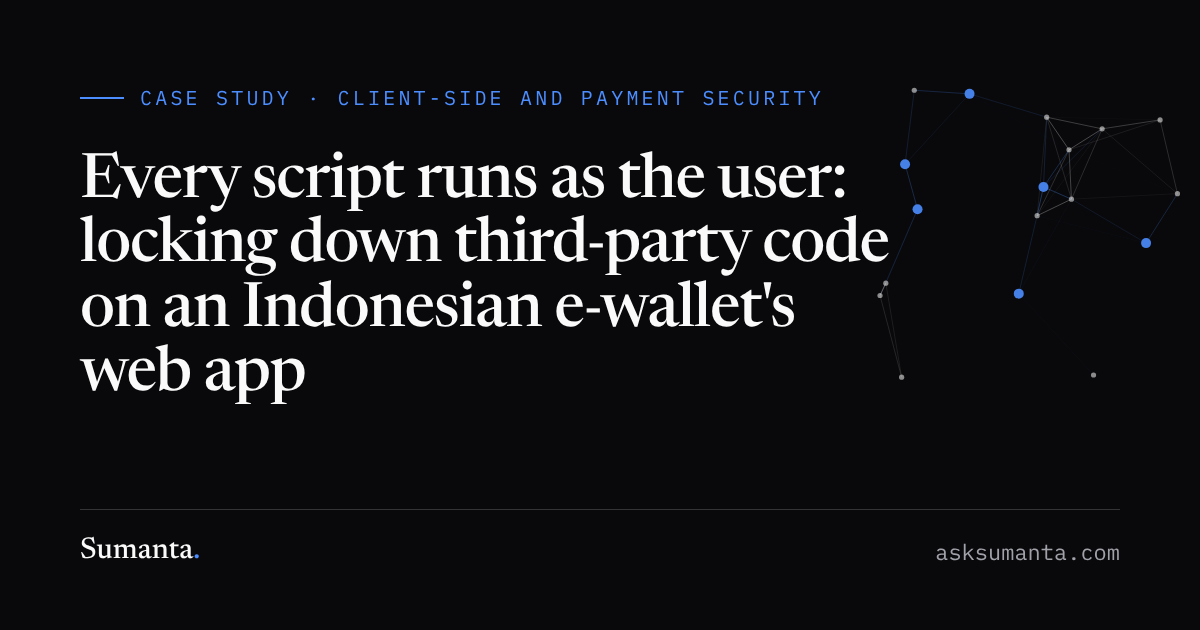 CASE STUDY · CLIENT-SIDE AND PAYMENT SECURITY
Every script runs as the user:
locking down third-party code
on an Indonesian e-wallet's
web app
Sumanta.
asksumanta.com